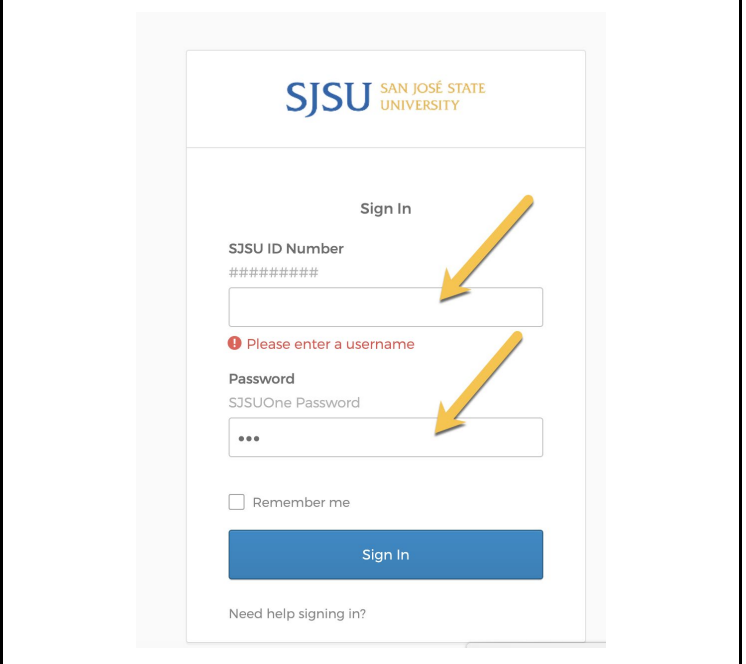 SJSU SAN JOSÉ STATE
UNIVERSITY
Sign In
SJSU ID Number
#########
Please enter a username
Password
SJSUOne Password
•••
Remember me
Sign In
Need help signing in?